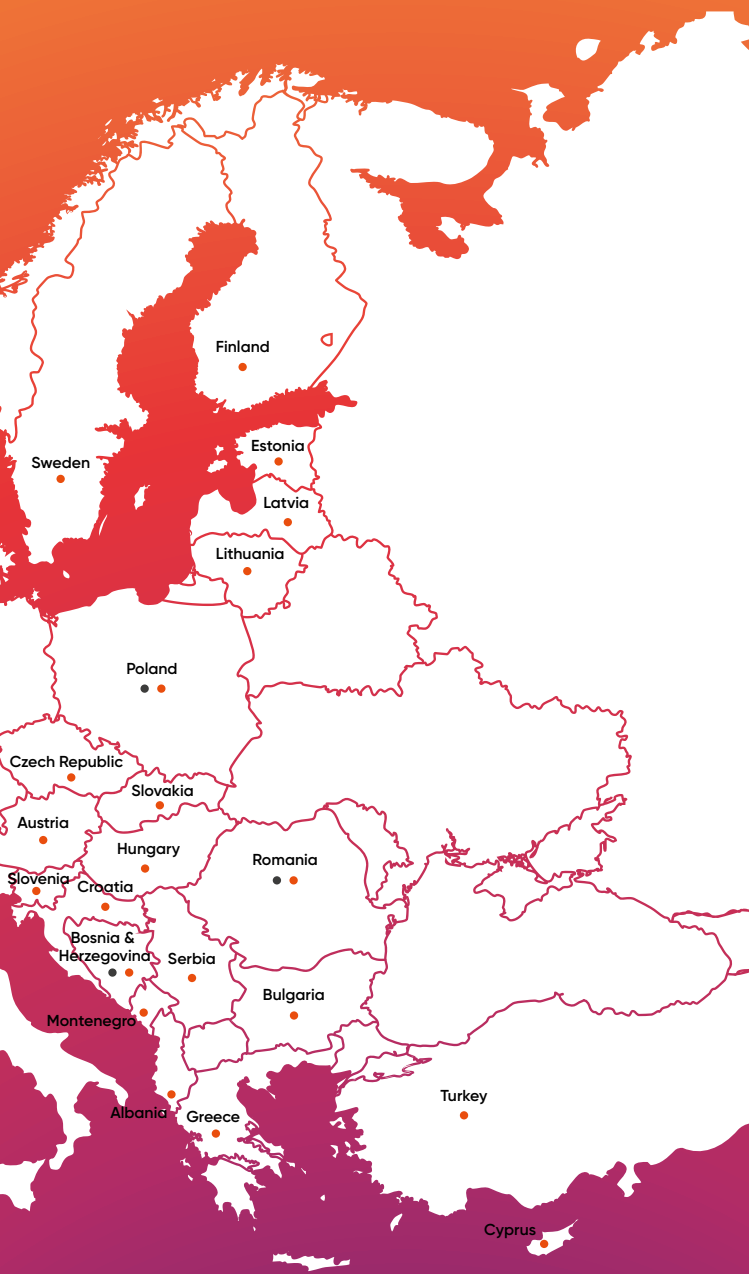 Finland
Estonia
Sweden
Latvia
Lithuania
Poland
Czech Republic
Slovakia
Austria
Hungary
Romania
Slovenia
Croatia
Bosnia &
Herzegovina
Serbia
Bulgaria
Montenegro
Turkey
Albania
Greece
Cyprus